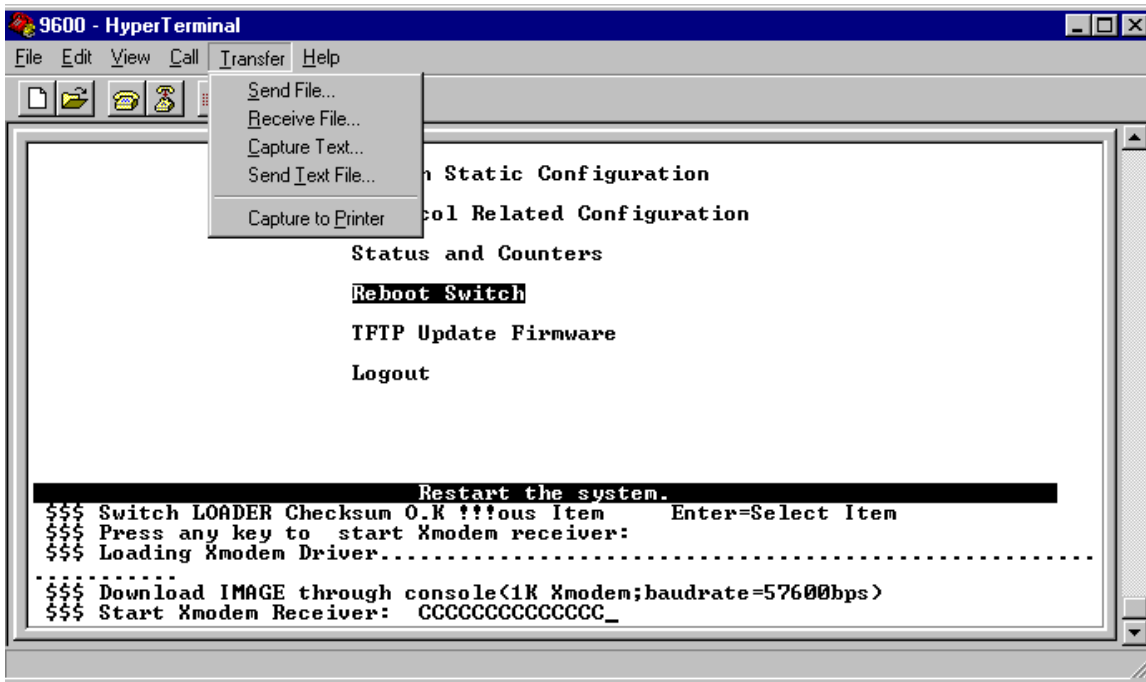 9600 - HyperTerminal
File Edit View Call Transfer Help
Send File...
Receive File...
Capture Text...
Send Text File...
Capture to Printer
Static Configuration
Related Configuration
Status and Counters
Reboot Switch
TFTP Update Firmware
Logout
Restart the system.
$$$ Switch LOADER Checksum O.K !!!ous Item Enter=Select Item
$$$ Press any key to start Xmodem receiver:
$$$ Loading Xmodem Driver...................................................................
...........
$$$ Download IMAGE through console(1K Xmodem;baudrate=57600bps)
$$$ Start Xmodem Receiver: CCCCCCCCCCCCCC_